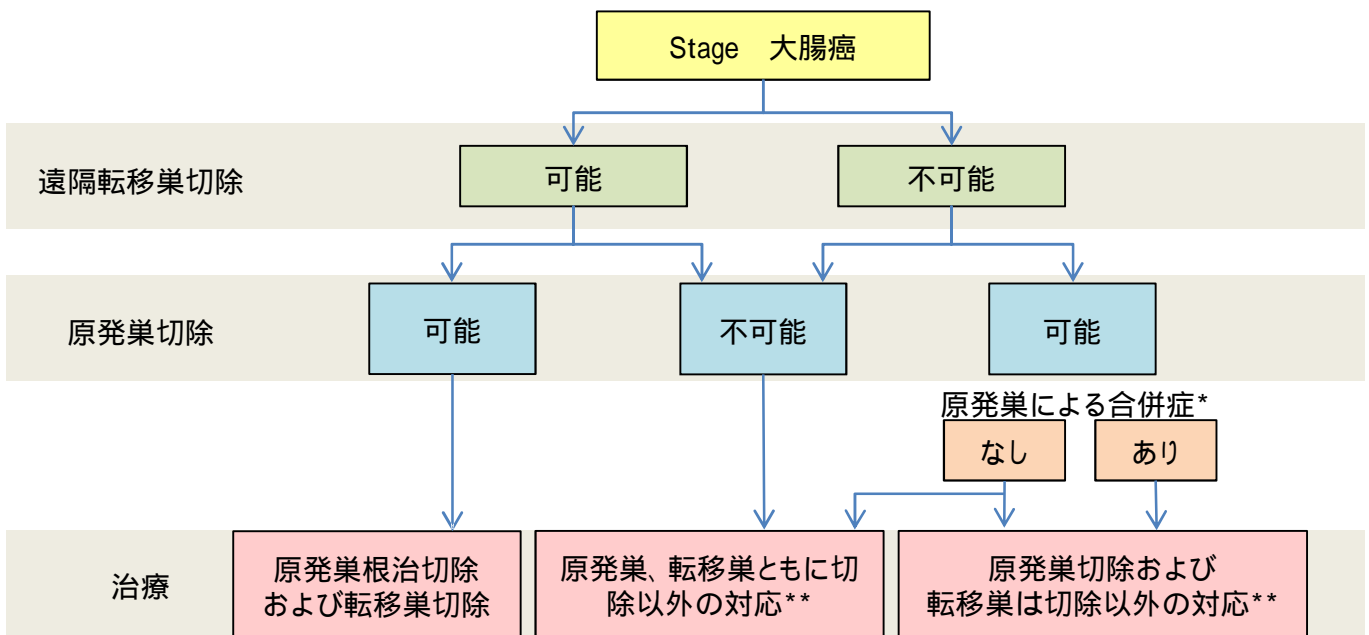 Stage　大腸癌
遠隔転移巣切除
可能
不可能
原発巣切除
可能
不可能
可能
原発巣による合併症*
なし
あり
治療
原発巣根治切除
および転移巣切除
原発巣、転移巣ともに切
除以外の対応**
原発巣切除および
転移巣は切除以外の対応**